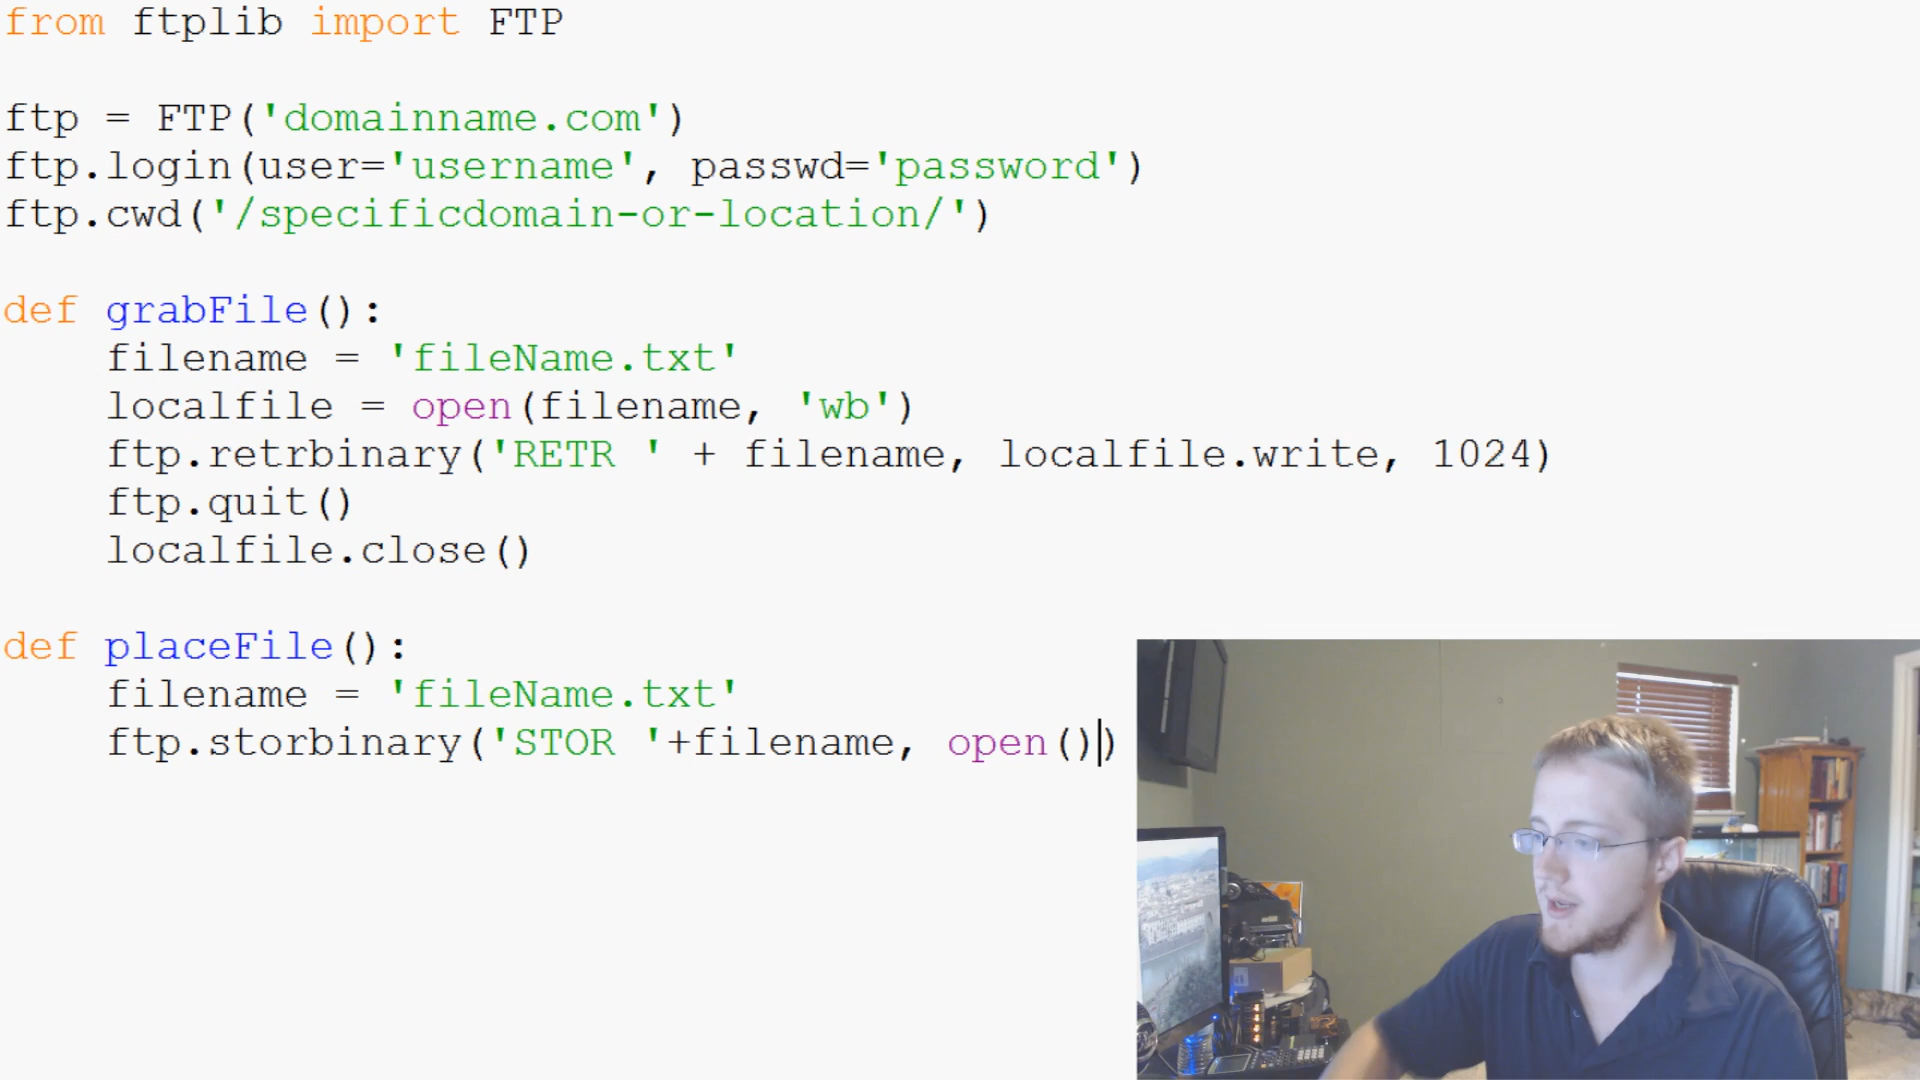 from ftplib import FTP
ftp = FTP('domainname.com')
ftp.login(user='username', passwd='password')
ftp.cwd('/specificdomain-or-location/')
def grabFile():
    filename = 'fileName.txt'
    localfile = open(filename, 'wb')
    ftp.retrbinary('RETR ' + filename, localfile.write, 1024)
    ftp.quit()
    localfile.close()
def placeFile():
    filename = 'fileName.txt'
    ftp.storbinary('STOR '+filename, open())